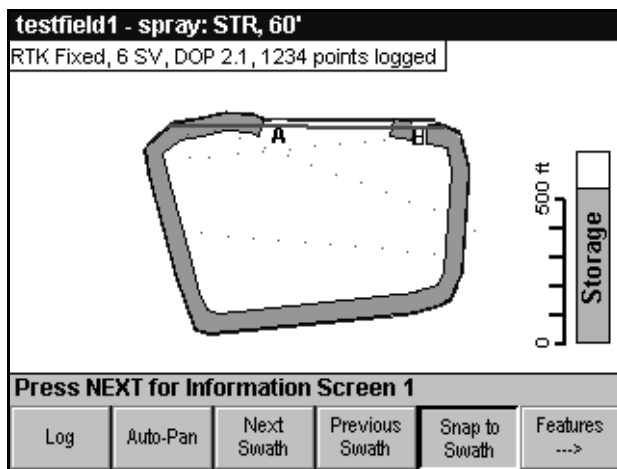 testfield1 - spray: STR, 60'
RTK Fixed, 6 SV, DOP 2.1, 1234 points logged
A
B
500 ft
0
Storage
Press NEXT for Information Screen 1
Log
Auto-Pan
Next
Swath
Previous
Swath
Snap to
Swath
Features
--->